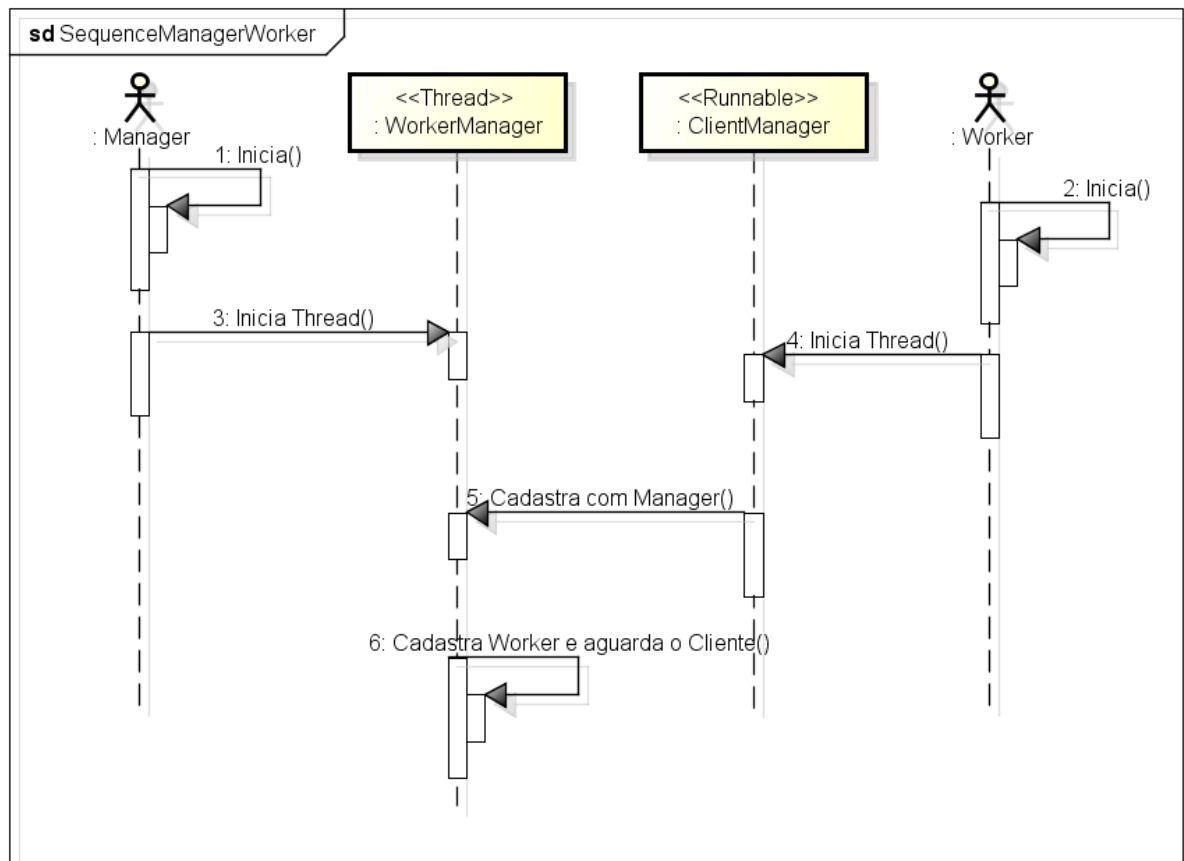 sd SequenceManagerWorker
<<Thread>>
: WorkerManager
<<Runnable>>
: ClientManager
: Manager
: Worker
1: Inicia()
2: Inicia()
3: Inicia Thread()
4: Inicia Thread()
5: Cadastra com Manager()
6: Cadastra Worker e aguarda o Cliente()